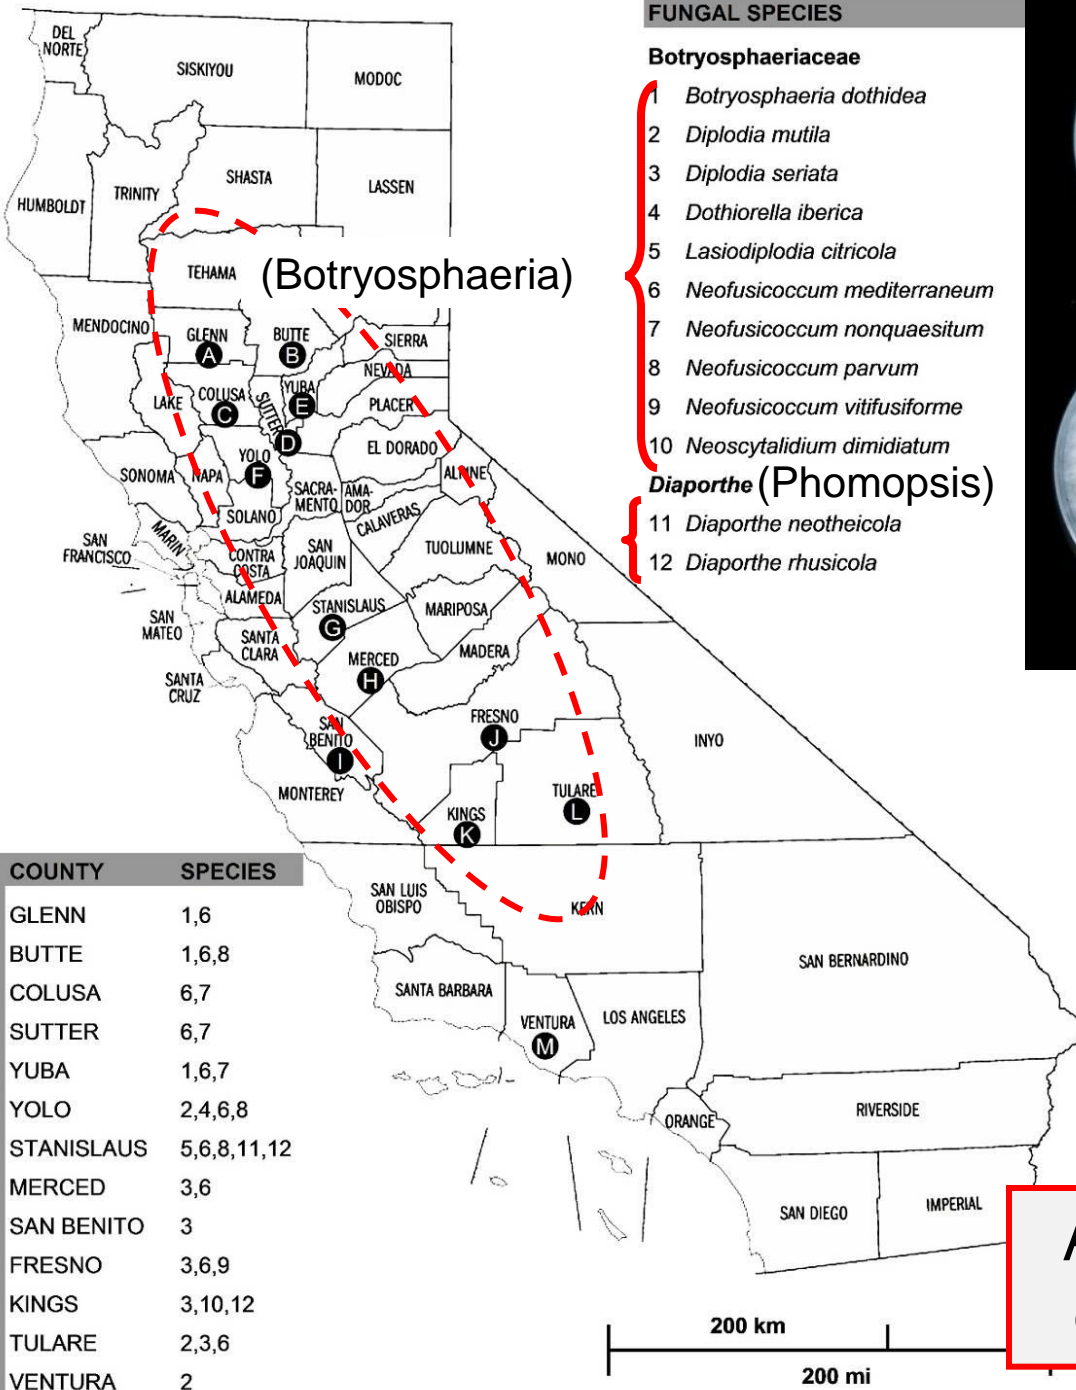 DEL
NORTE
SISKIYOU
MODOC
HUMBOLDT
TRINITY
SHASTA
LASSEN
TEHAMA
(Botryosphaeria)
MENDOCINO
GLENN
A
BUTTE
B
SIERRA
NEVADA
PLACER
LAKE
COLUSA
C
SUTTER
D
YUBA
E
EL DORADO
ALPINE
SONOMA
NAPA
YOLO
F
SACRA-
MENTO
AMA-
DOR
CALAVERAS
SOLANO
MARIN
SAN
FRANCISCO
CONTRA
COSTA
SAN
JOAQUIN
TUOLUMNE
MONO
ALAMEDA
STANISLAUS
G
MARIPOSA
SAN
MATEO
SANTA
CLARA
MERCED
H
MADERA
SANTA
CRUZ
SAN
BENITO
I
FRESNO
J
INYO
MONTEREY
KINGS
K
TULARE
L
SAN LUIS
OBISPO
KERN
SAN BERNARDINO
SANTA BARBARA
VENTURA
M
LOS ANGELES
ORANGE
RIVERSIDE
SAN DIEGO
IMPERIAL
FUNGAL SPECIES
Botryosphaeriaceae
1 Botryosphaeria dothidea
2 Diplodia mutila
3 Diplodia seriata
4 Dothiorella iberica
5 Lasiodiplodia citricola
6 Neofusicoccum mediterraneum
7 Neofusicoccum nonquaesitum
8 Neofusicoccum parvum
9 Neofusicoccum vitifusiforme
10 Neoscytalidium dimidiatum
Diaporthe (Phomopsis)
11 Diaporthe neotheicola
12 Diaporthe rhusicola
COUNTY SPECIES
GLENN 1,6
BUTTE 1,6,8
COLUSA 6,7
SUTTER 6,7
YUBA 1,6,7
YOLO 2,4,6,8
STANISLAUS 5,6,8,11,12
MERCED 3,6
SAN BENITO 3
FRESNO 3,6,9
KINGS 3,10,12
TULARE 2,3,6
VENTURA 2
200 km
200 mi
A